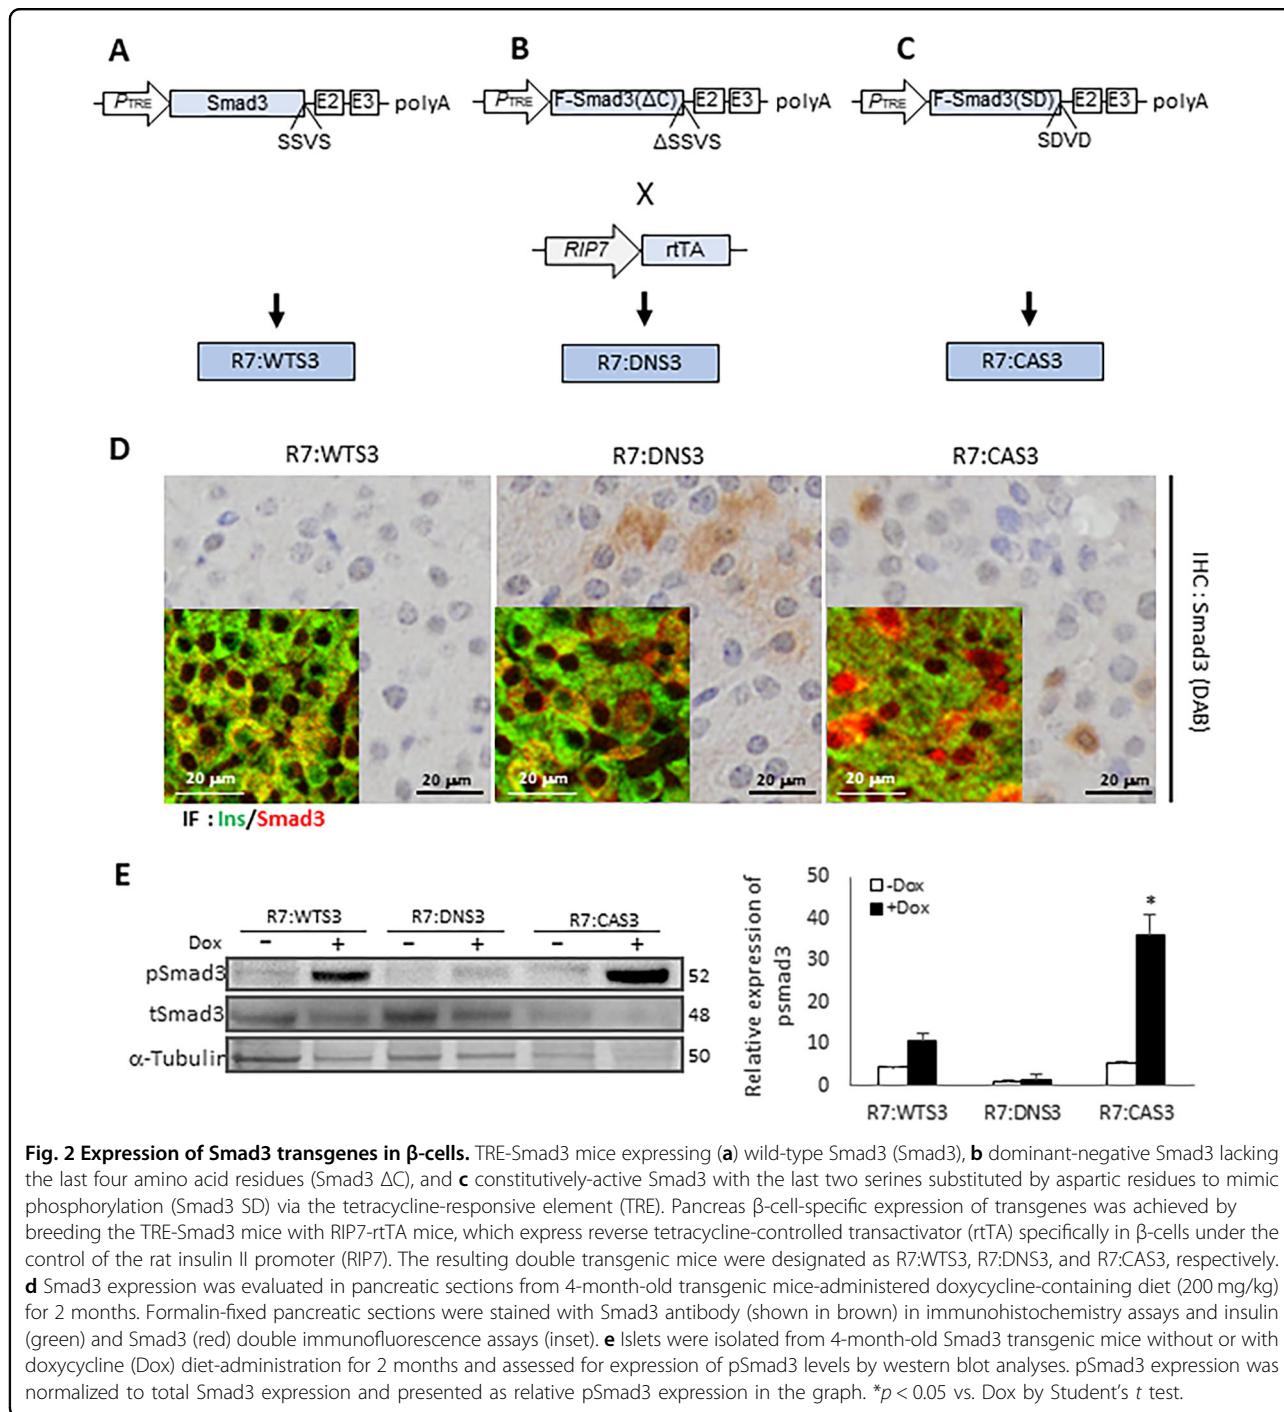 A
B
C
PTRE Smad3 E2 E3 polyA
SSVS
PTRE F-Smad3(ΔC) E2 E3 polyA
ΔSSVS
PTRE F-Smad3(SD) E2 E3 polyA
SDVD
X
RIP7 rtTA
R7:WTS3
R7:DNS3
R7:CAS3
D
R7:WTS3 R7:DNS3 R7:CAS3
20 μm 20 μm 20 μm 20 μm 20 μm 20 μm
IHC : Smad3 (DAB)
IF : Ins/Smad3
E
R7:WTS3 R7:DNS3 R7:CAS3
Dox − + − + − +
pSmad3 52
tSmad3 48
α-Tubulin 50
Relative expression of
psmad3
50
40
30
20
10
0
-Dox
+Dox
*
R7:WTS3 R7:DNS3 R7:CAS3
Fig. 2 Expression of Smad3 transgenes in β-cells. TRE-Smad3 mice expressing (a) wild-type Smad3 (Smad3), b dominant-negative Smad3 lacking
the last four amino acid residues (Smad3 ΔC), and c constitutively-active Smad3 with the last two serines substituted by aspartic residues to mimic
phosphorylation (Smad3 SD) via the tetracycline-responsive element (TRE). Pancreas β-cell-specific expression of transgenes was achieved by
breeding the TRE-Smad3 mice with RIP7-rtTA mice, which express reverse tetracycline-controlled transactivator (rtTA) specifically in β-cells under the
control of the rat insulin II promoter (RIP7). The resulting double transgenic mice were designated as R7:WTS3, R7:DNS3, and R7:CAS3, respectively.
d Smad3 expression was evaluated in pancreatic sections from 4-month-old transgenic mice-administered doxycycline-containing diet (200 mg/kg)
for 2 months. Formalin-fixed pancreatic sections were stained with Smad3 antibody (shown in brown) in immunohistochemistry assays and insulin
(green) and Smad3 (red) double immunofluorescence assays (inset). e Islets were isolated from 4-month-old Smad3 transgenic mice without or with
doxycycline (Dox) diet-administration for 2 months and assessed for expression of pSmad3 levels by western blot analyses. pSmad3 expression was
normalized to total Smad3 expression and presented as relative pSmad3 expression in the graph. *p < 0.05 vs. Dox by Student's t test.